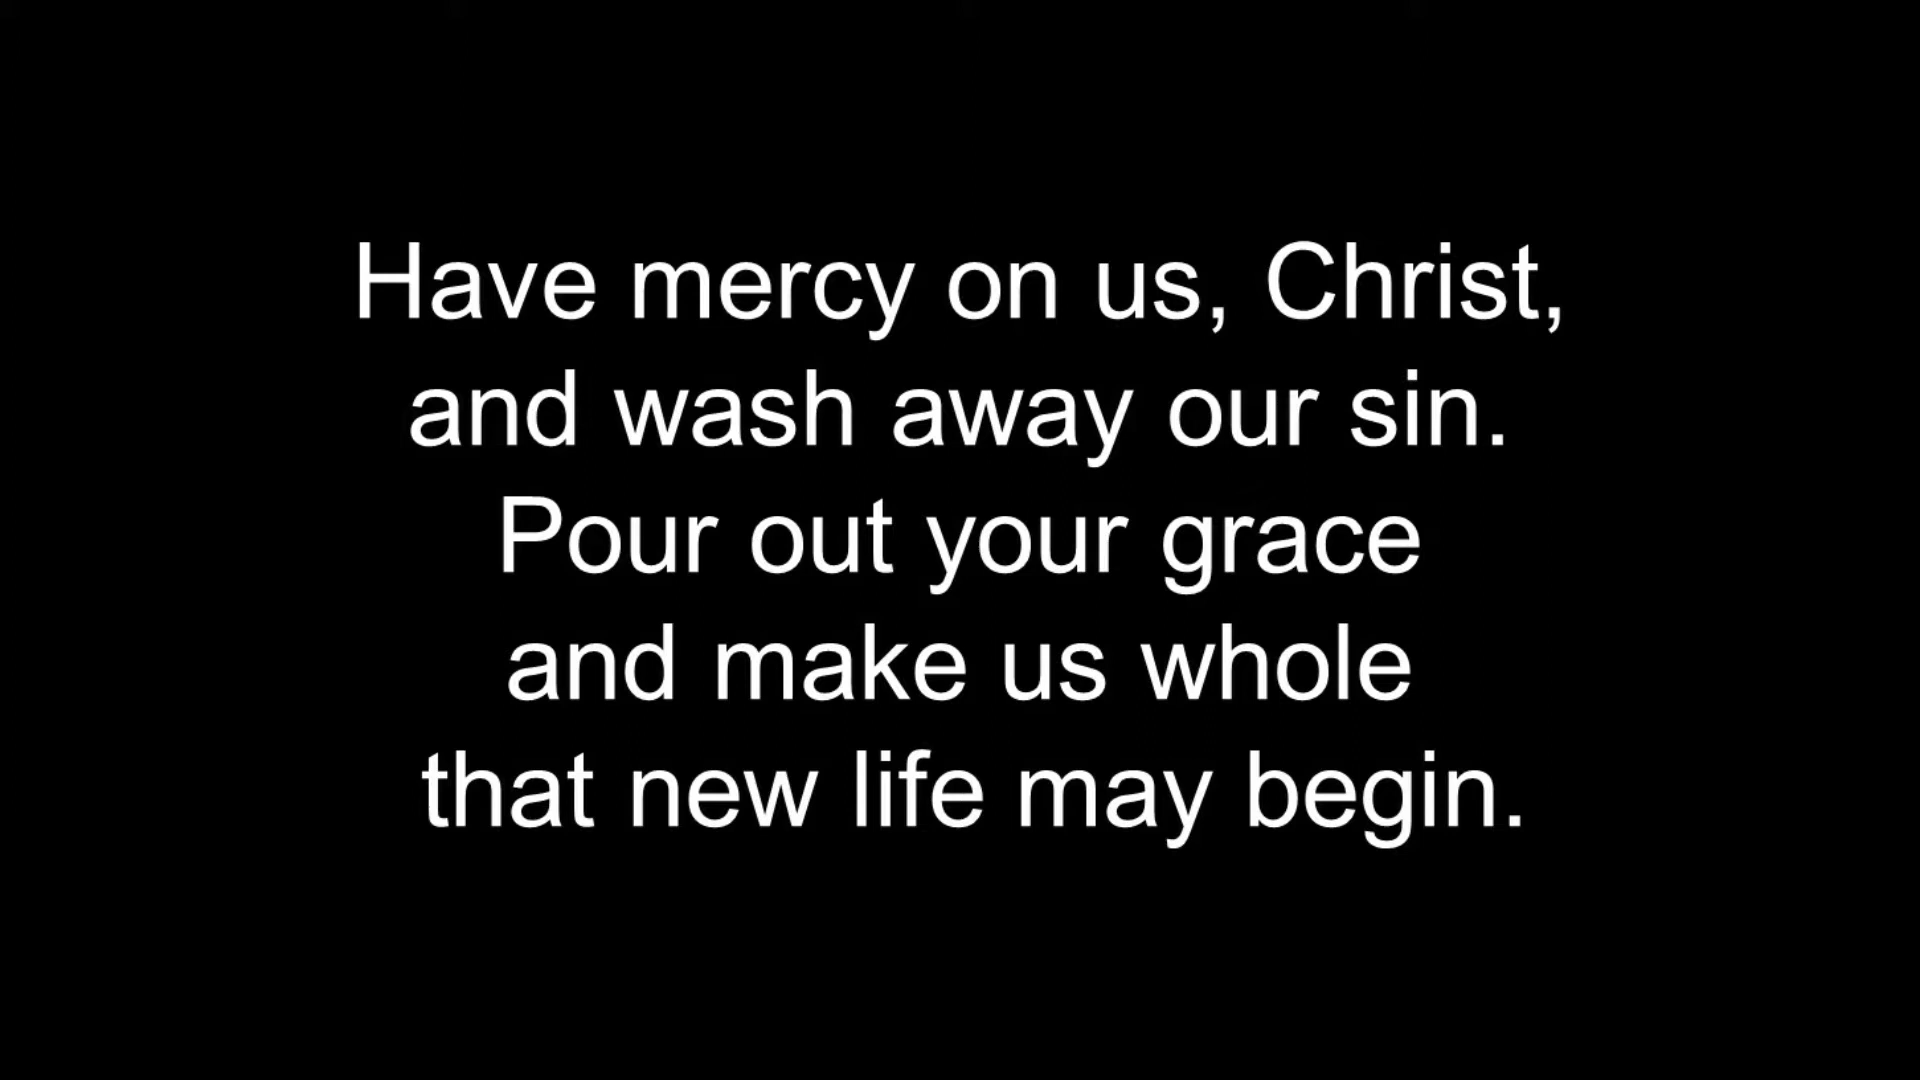 Have mercy on us, Christ,
and wash away our sin.
Pour out your grace
and make us whole
that new life may begin.